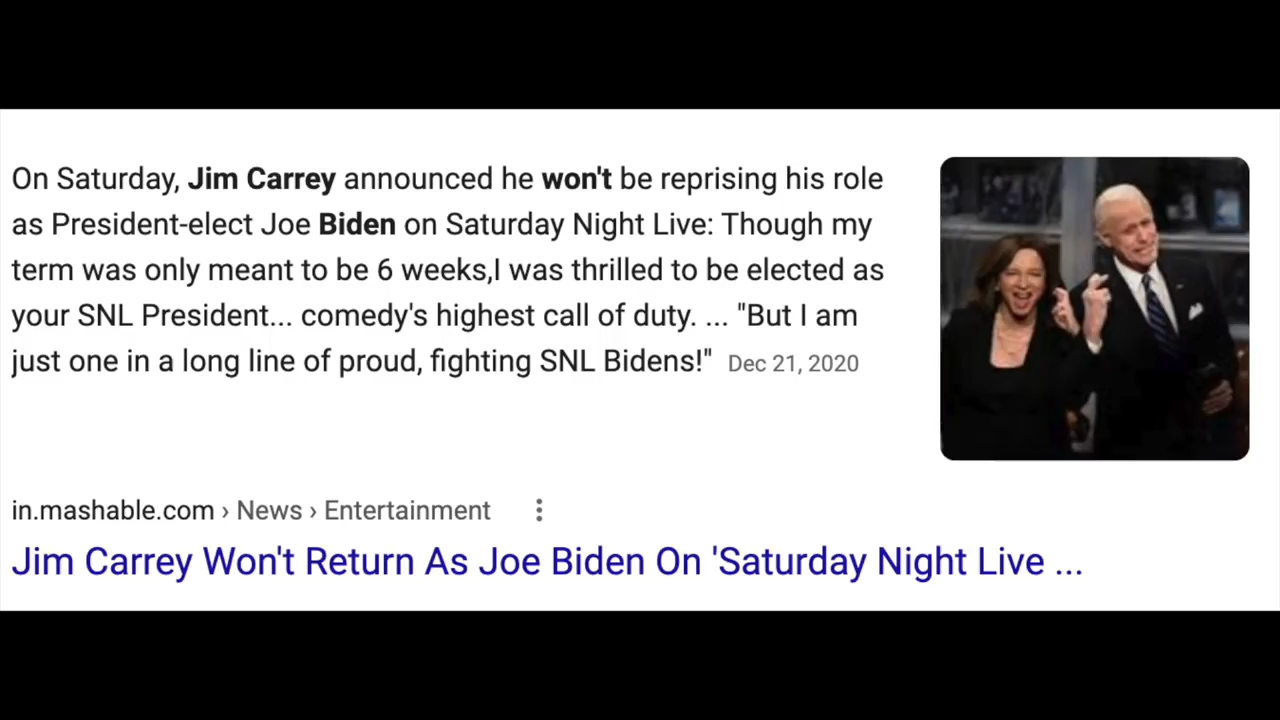 On Saturday, Jim Carrey announced he won't be reprising his role
as President-elect Joe Biden on Saturday Night Live: Though my
term was only meant to be 6 weeks,I was thrilled to be elected as
your SNL President... comedy's highest call of duty. ... "But I am
just one in a long line of proud, fighting SNL Bidens!" Dec 21, 2020
in.mashable.com › News › Entertainment
Jim Carrey Won't Return As Joe Biden On 'Saturday Night Live ...